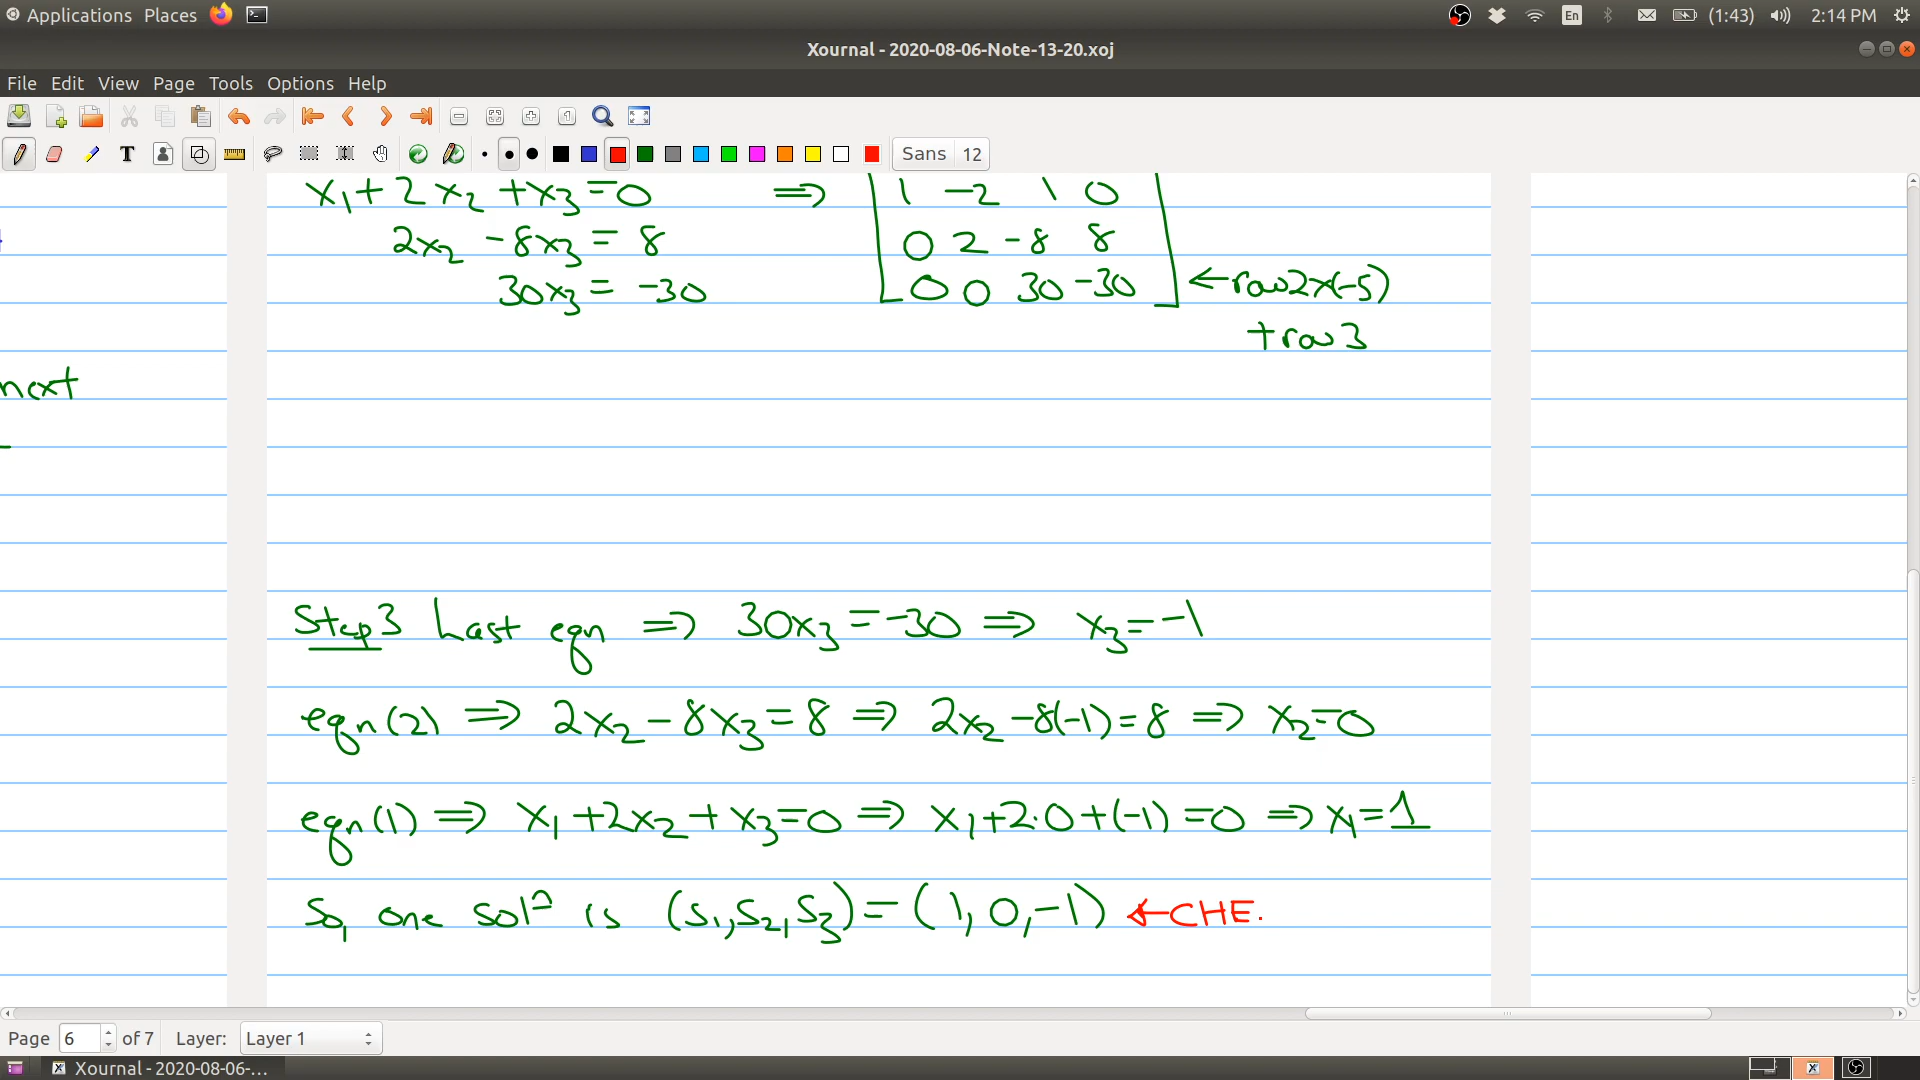 Applications Places En (1:43) 2:14 PM
Xournal - 2020-08-06-Note-13-20.xoj
File Edit View Page Tools Options Help
T Sans 12
x₁+2x₂+x₃=0 ⟹ 1 -2 1 0
2x₂ -8x₃ = 8 0 2 -8 8
30x₃ = -30 0 0 30 -30 ← row2x(-5)
+row3
next
Step3 Last eqn ⟹ 30x₃=-30 ⟹ x₃=-1
eqn(2) ⟹ 2x₂-8x₃=8 ⟹ 2x₂-8(-1)=8 ⟹ x₂=0
eqn(1) ⟹ x₁+2x₂+x₃=0 ⟹ x₁+2·0+(-1)=0 ⟹ x₁=1
So, one solⁿ is (s₁,s₂,s₃)=(1,0,-1) ←CHE.
Page 6 of 7 Layer: Layer 1
Xournal - 2020-08-06-...